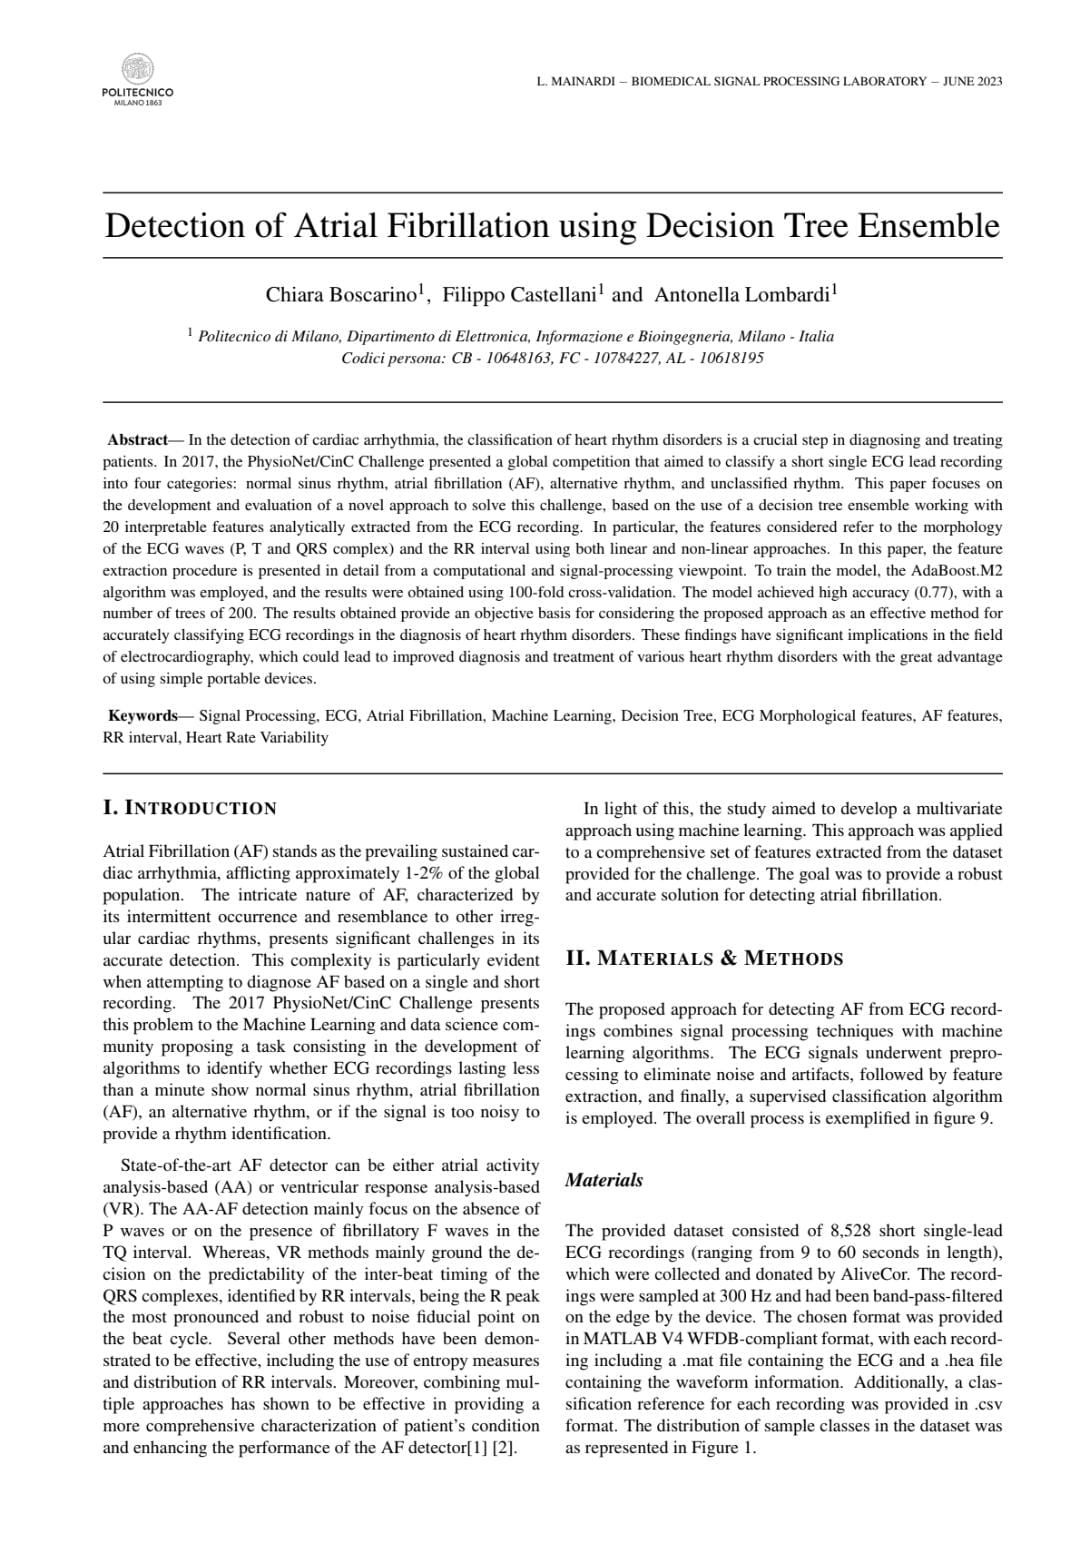 POLITECNICO
MILANO 1863
L. MAINARDI – BIOMEDICAL SIGNAL PROCESSING LABORATORY – JUNE 2023
Detection of Atrial Fibrillation using Decision Tree Ensemble
Chiara Boscarino1, Filippo Castellani1 and Antonella Lombardi1
1 Politecnico di Milano, Dipartimento di Elettronica, Informazione e Bioingegneria, Milano - Italia
Codici persona: CB - 10648163, FC - 10784227, AL - 10618195
Abstract— In the detection of cardiac arrhythmia, the classification of heart rhythm disorders is a crucial step in diagnosing and treating
patients. In 2017, the PhysioNet/CinC Challenge presented a global competition that aimed to classify a short single ECG lead recording
into four categories: normal sinus rhythm, atrial fibrillation (AF), alternative rhythm, and unclassified rhythm. This paper focuses on
the development and evaluation of a novel approach to solve this challenge, based on the use of a decision tree ensemble working with
20 interpretable features analytically extracted from the ECG recording. In particular, the features considered refer to the morphology
of the ECG waves (P, T and QRS complex) and the RR interval using both linear and non-linear approaches. In this paper, the feature
extraction procedure is presented in detail from a computational and signal-processing viewpoint. To train the model, the AdaBoost.M2
algorithm was employed, and the results were obtained using 100-fold cross-validation. The model achieved high accuracy (0.77), with a
number of trees of 200. The results obtained provide an objective basis for considering the proposed approach as an effective method for
accurately classifying ECG recordings in the diagnosis of heart rhythm disorders. These findings have significant implications in the field
of electrocardiography, which could lead to improved diagnosis and treatment of various heart rhythm disorders with the great advantage
of using simple portable devices.
Keywords— Signal Processing, ECG, Atrial Fibrillation, Machine Learning, Decision Tree, ECG Morphological features, AF features,
RR interval, Heart Rate Variability
I. INTRODUCTION
Atrial Fibrillation (AF) stands as the prevailing sustained car-
diac arrhythmia, afflicting approximately 1-2% of the global
population. The intricate nature of AF, characterized by
its intermittent occurrence and resemblance to other irreg-
ular cardiac rhythms, presents significant challenges in its
accurate detection. This complexity is particularly evident
when attempting to diagnose AF based on a single and short
recording. The 2017 PhysioNet/CinC Challenge presents
this problem to the Machine Learning and data science com-
munity proposing a task consisting in the development of
algorithms to identify whether ECG recordings lasting less
than a minute show normal sinus rhythm, atrial fibrillation
(AF), an alternative rhythm, or if the signal is too noisy to
provide a rhythm identification.
State-of-the-art AF detector can be either atrial activity
analysis-based (AA) or ventricular response analysis-based
(VR). The AA-AF detection mainly focus on the absence of
P waves or on the presence of fibrillatory F waves in the
TQ interval. Whereas, VR methods mainly ground the de-
cision on the predictability of the inter-beat timing of the
QRS complexes, identified by RR intervals, being the R peak
the most pronounced and robust to noise fiducial point on
the beat cycle. Several other methods have been demon-
strated to be effective, including the use of entropy measures
and distribution of RR intervals. Moreover, combining mul-
tiple approaches has shown to be effective in providing a
more comprehensive characterization of patient's condition
and enhancing the performance of the AF detector[1] [2].
In light of this, the study aimed to develop a multivariate
approach using machine learning. This approach was applied
to a comprehensive set of features extracted from the dataset
provided for the challenge. The goal was to provide a robust
and accurate solution for detecting atrial fibrillation.
II. MATERIALS & METHODS
The proposed approach for detecting AF from ECG record-
ings combines signal processing techniques with machine
learning algorithms. The ECG signals underwent prepro-
cessing to eliminate noise and artifacts, followed by feature
extraction, and finally, a supervised classification algorithm
is employed. The overall process is exemplified in figure 9.
Materials
The provided dataset consisted of 8,528 short single-lead
ECG recordings (ranging from 9 to 60 seconds in length),
which were collected and donated by AliveCor. The record-
ings were sampled at 300 Hz and had been band-pass-filtered
on the edge by the device. The chosen format was provided
in MATLAB V4 WFDB-compliant format, with each record-
ing including a .mat file containing the ECG and a .hea file
containing the waveform information. Additionally, a clas-
sification reference for each recording was provided in .csv
format. The distribution of sample classes in the dataset was
as represented in Figure 1.